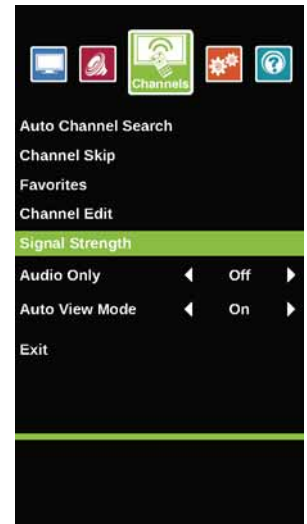 Channels
Auto Channel Search
Channel Skip
Favorites
Channel Edit
Signal Strength
Audio Only Off
Auto View Mode On
Exit